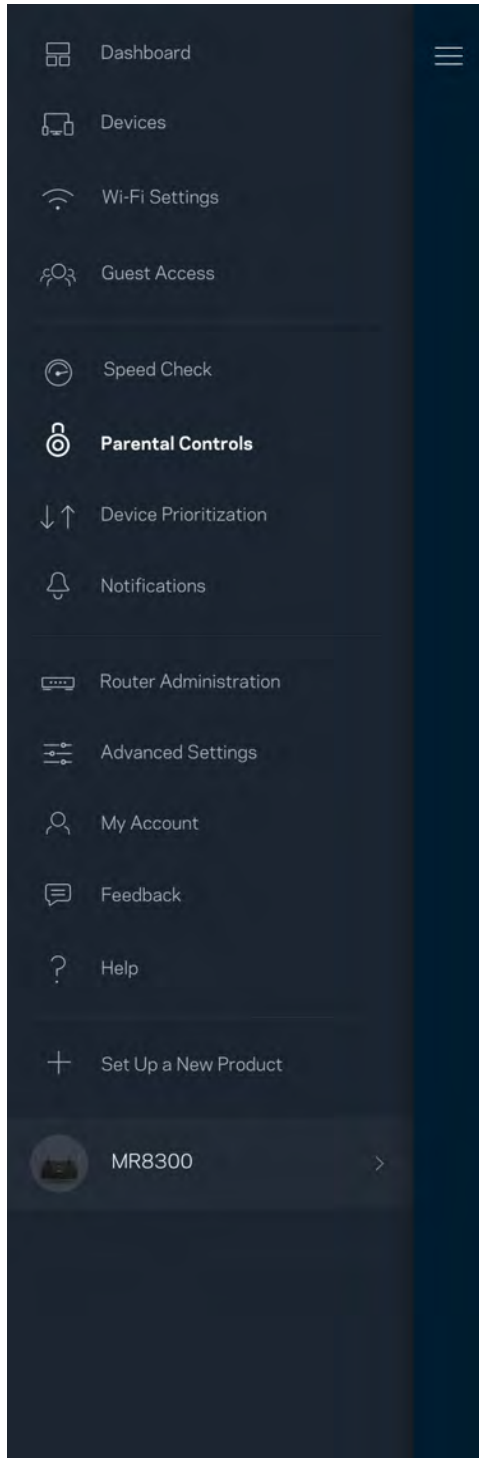 Dashboard
Devices
Wi-Fi Settings
Guest Access
Speed Check
Parental Controls
Device Prioritization
Notifications
Router Administration
Advanced Settings
My Account
Feedback
Help
Set Up a New Product
MR8300